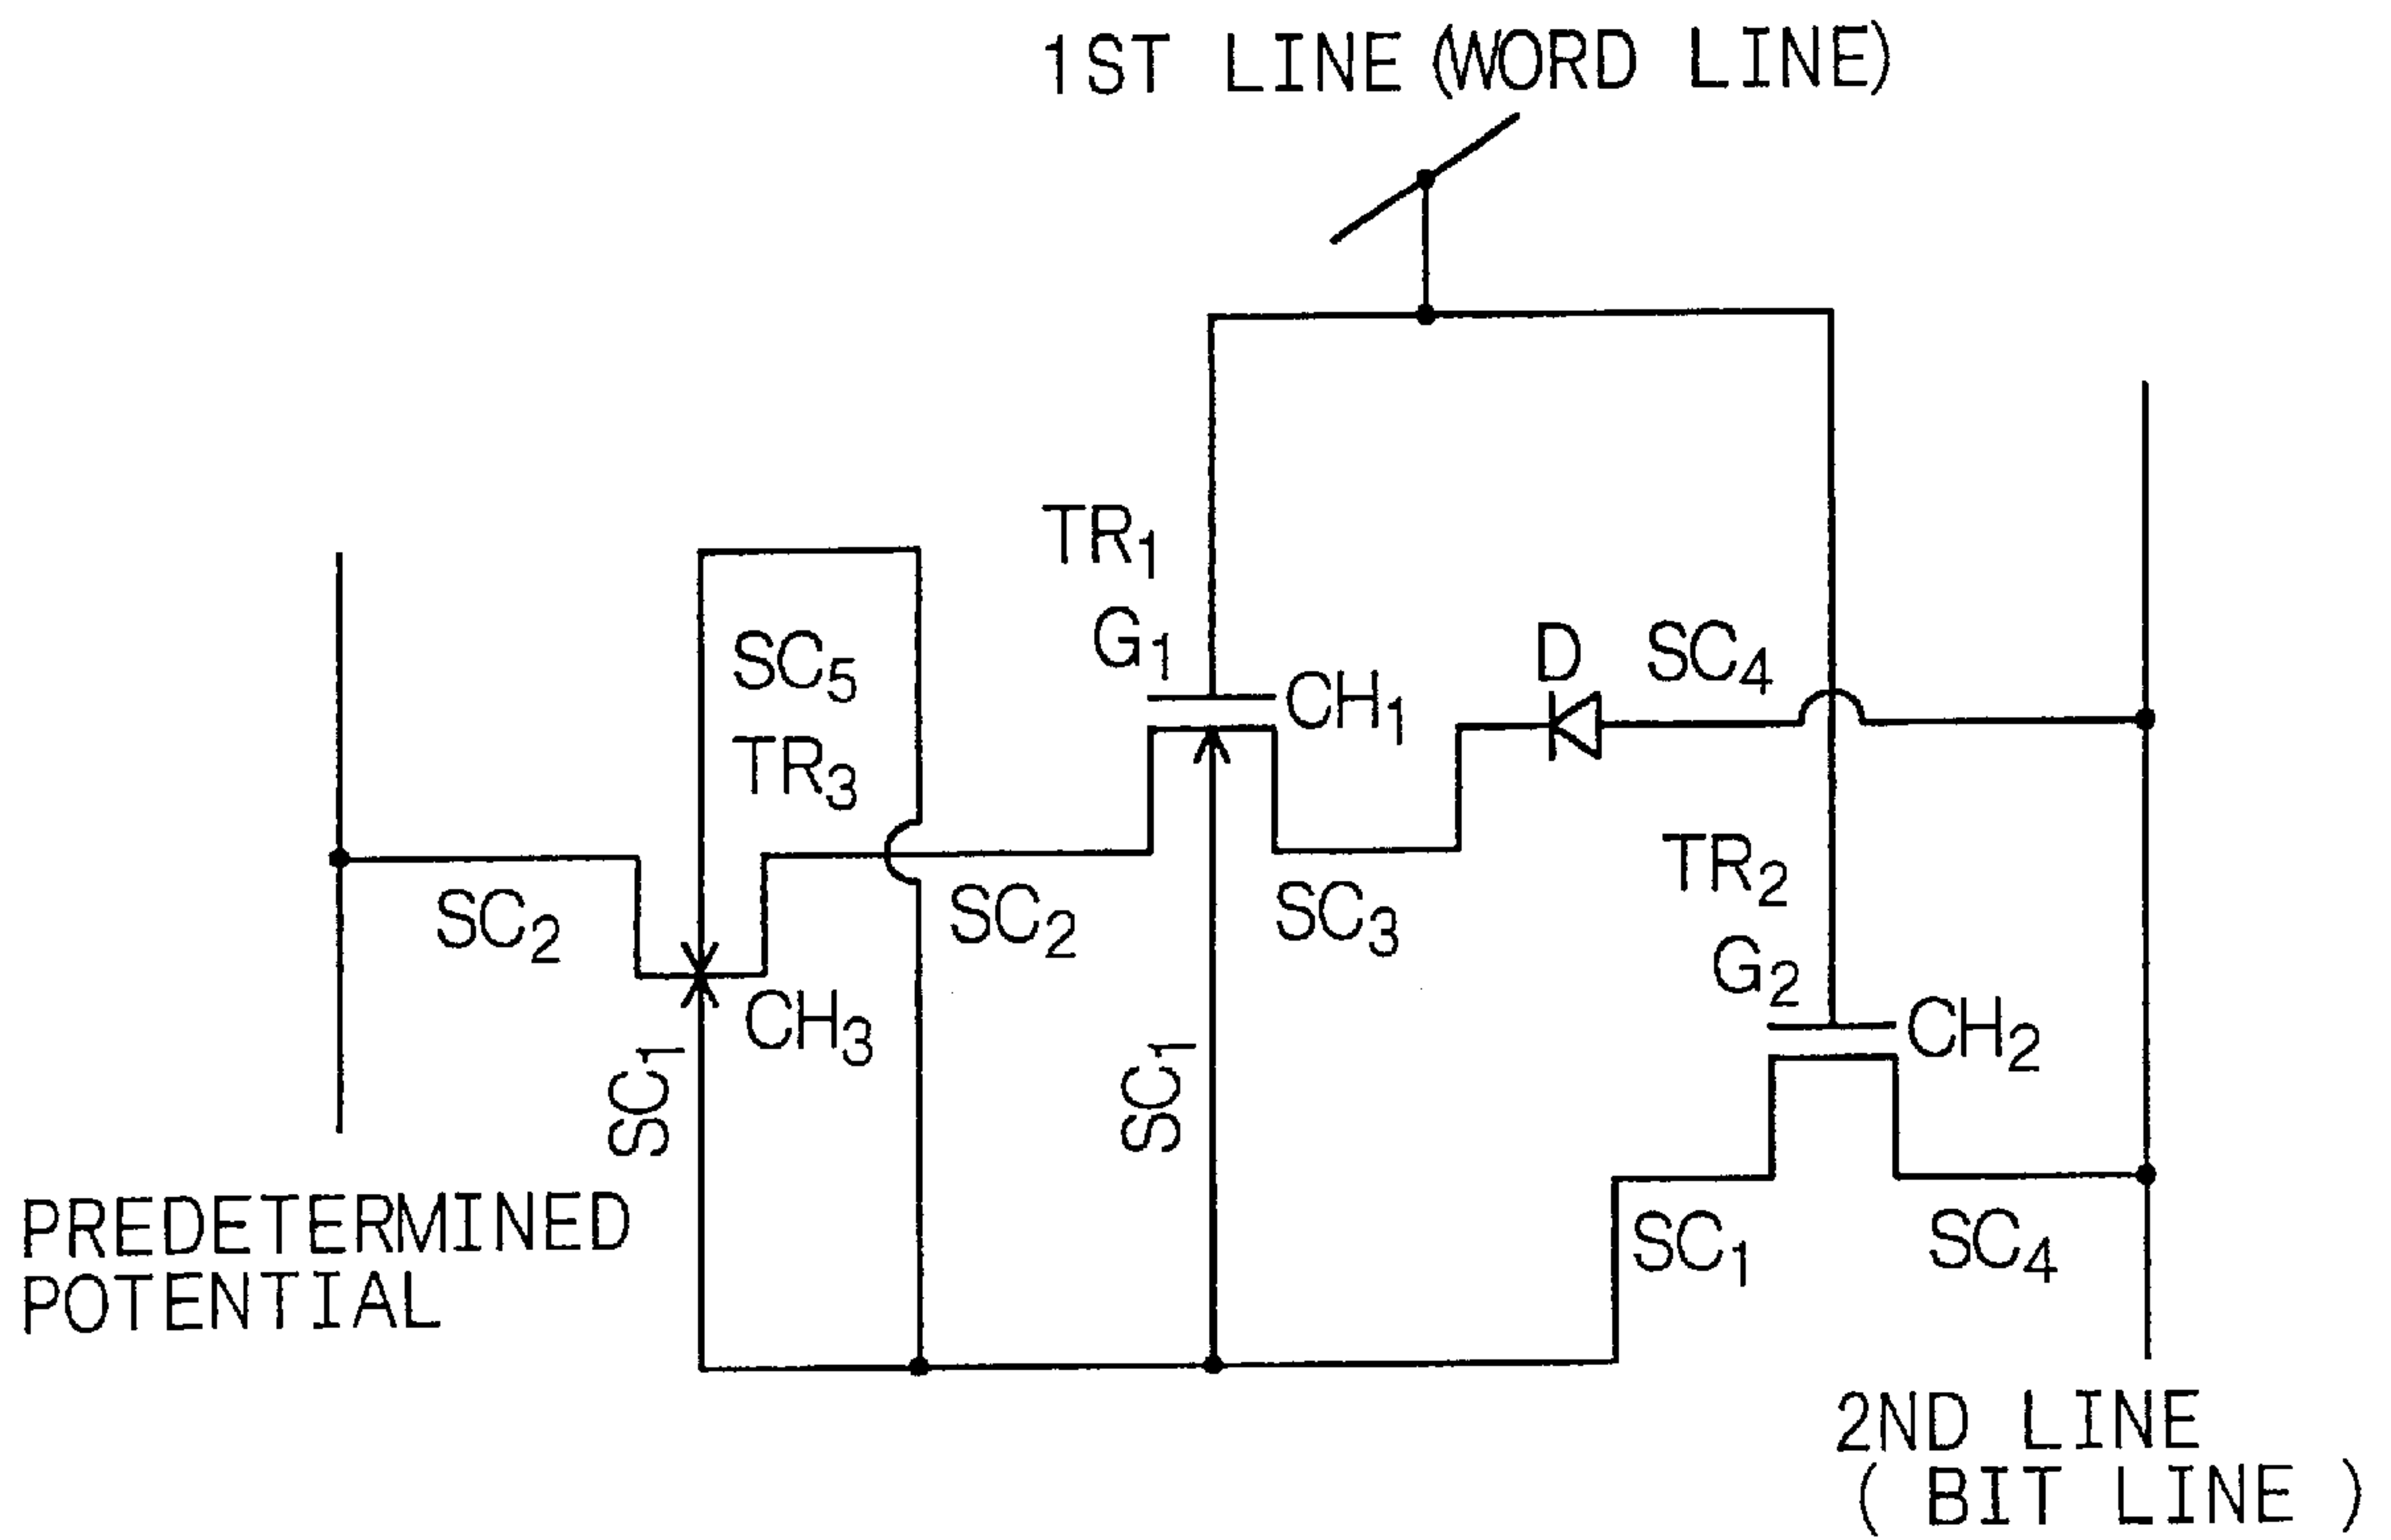 1ST LINE (WORD LINE)
TR1
G1
CH1
D
SC4
SC5
TR3
SC2
SC2
SC3
TR2
G2
CH2
CH3
SC1
SC1
SC1
SC4
PREDETERMINED
POTENTIAL
2ND LINE
( BIT LINE )